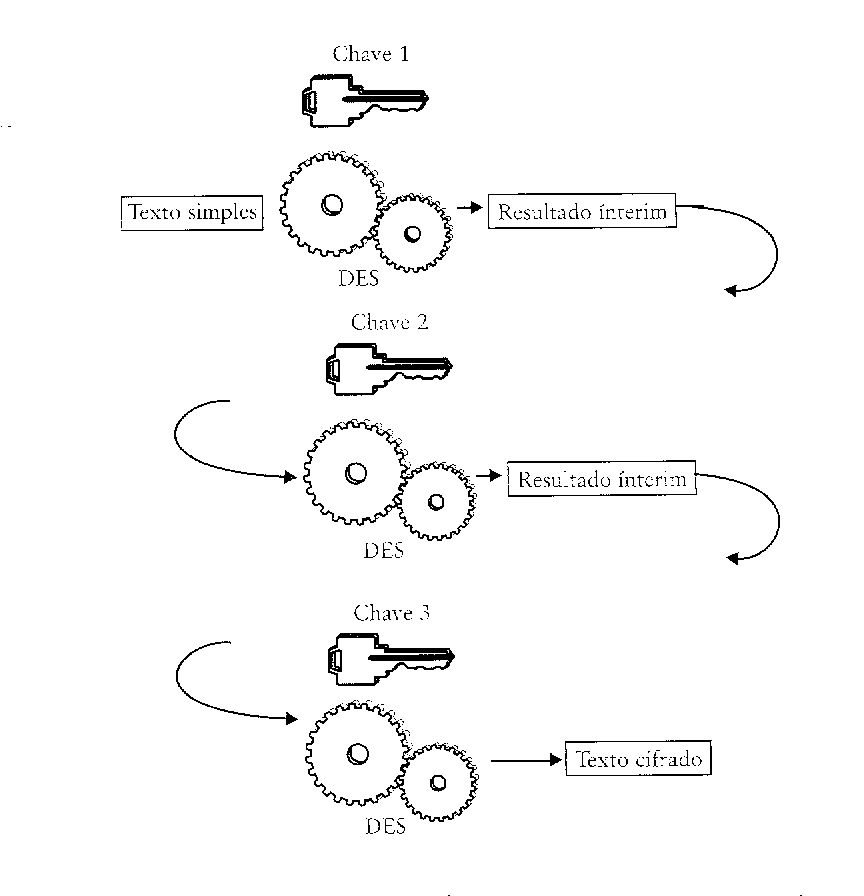 Chave 1
Texto simples
Resultado ínterim
DES
Chave 2
Resultado ínterim
DES
Chave 3
Texto cifrado
DES